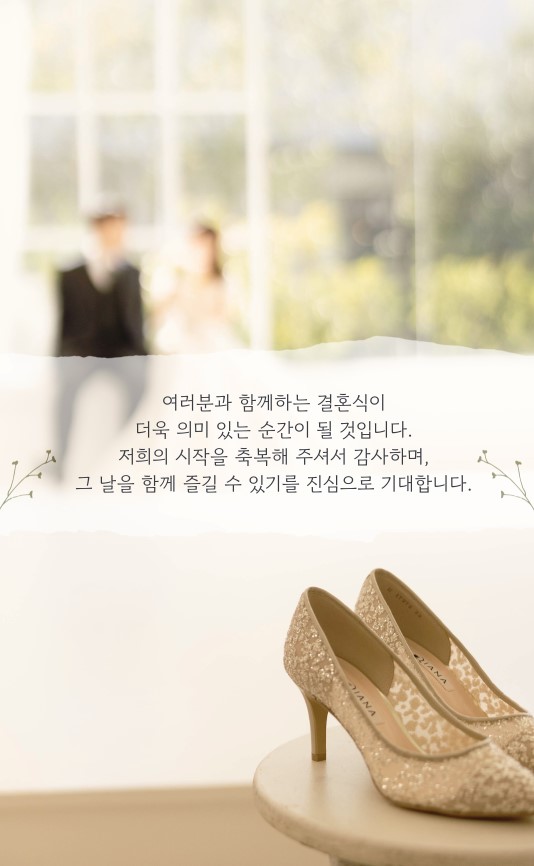 여러분과 함께하는 결혼식이
더욱 의미 있는 순간이 될 것입니다.
저희의 시작을 축복해 주셔서 감사하며,
그 날을 함께 즐길 수 있기를 진심으로 기대합니다.
DIANA
DIANA